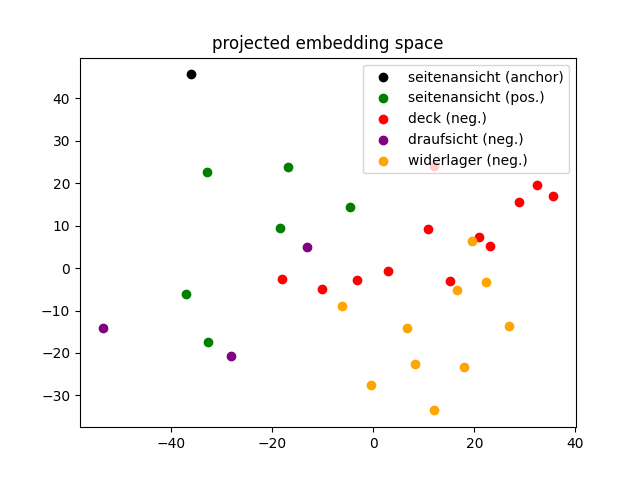 projected embedding space
seitenansicht (anchor)
seitenansicht (pos.)
deck (neg.)
draufsicht (neg.)
widerlager (neg.)
40
30
20
10
0
−10
−20
−30
−40
−20
0
20
40